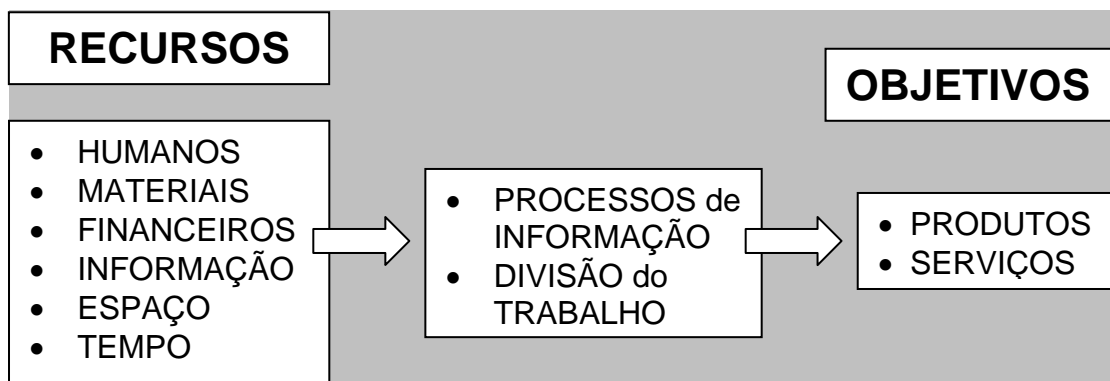 RECURSOS
• HUMANOS
• MATERIAIS
• FINANCEIROS
• INFORMAÇÃO
• ESPAÇO
• TEMPO
• PROCESSOS de
INFORMAÇÃO
• DIVISÃO do
TRABALHO
OBJETIVOS
• PRODUTOS
• SERVIÇOS